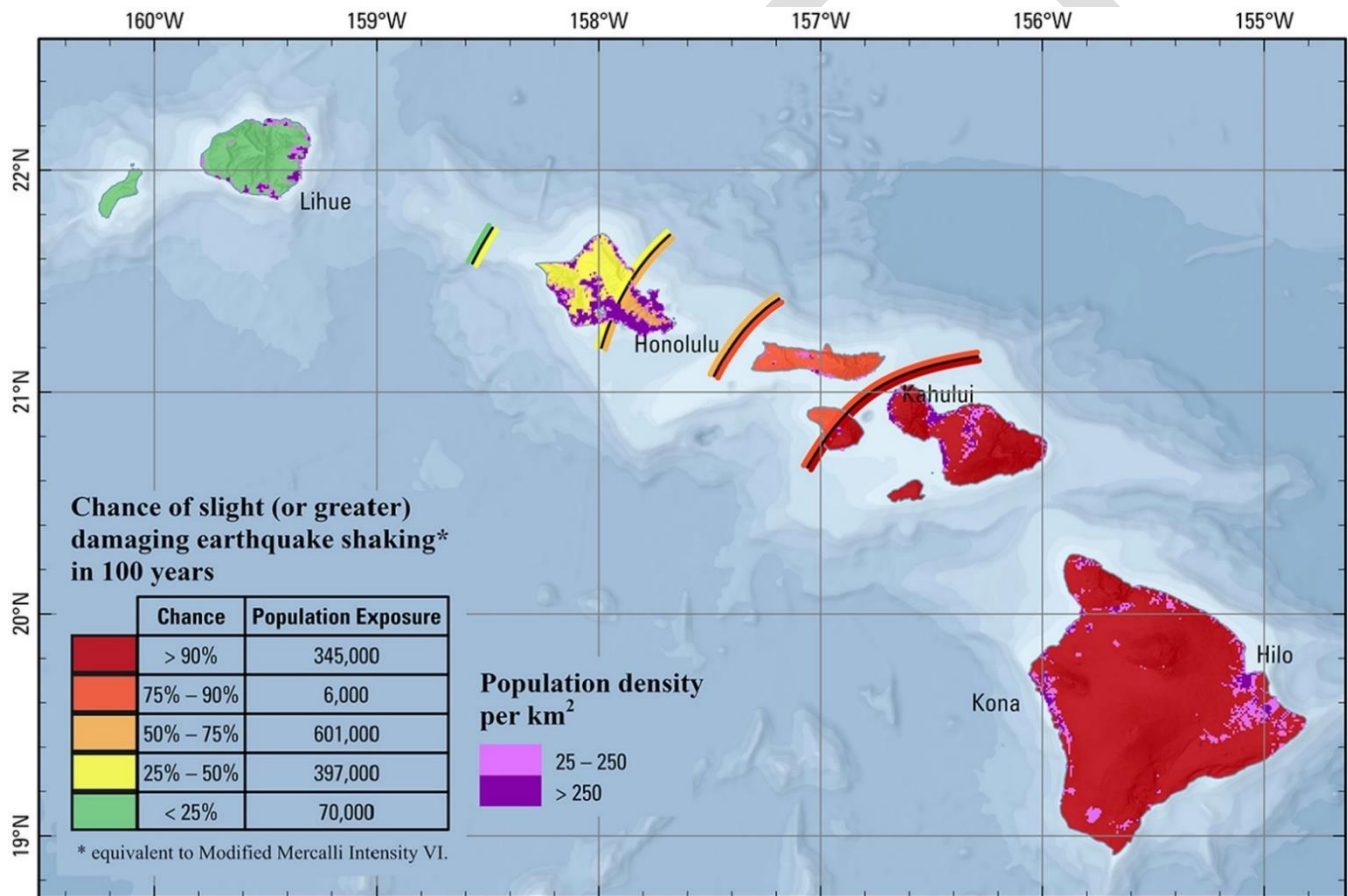 160°W 159°W 158°W 157°W 156°W 155°W
22°N
21°N
20°N
19°N
Lihue
Honolulu
Kahului
Hilo
Kona
Chance of slight (or greater)
damaging earthquake shaking*
in 100 years
Chance Population Exposure
> 90% 345,000
75% – 90% 6,000
50% – 75% 601,000
25% – 50% 397,000
< 25% 70,000
* equivalent to Modified Mercalli Intensity VI.
Population density
per km²
25 – 250
> 250